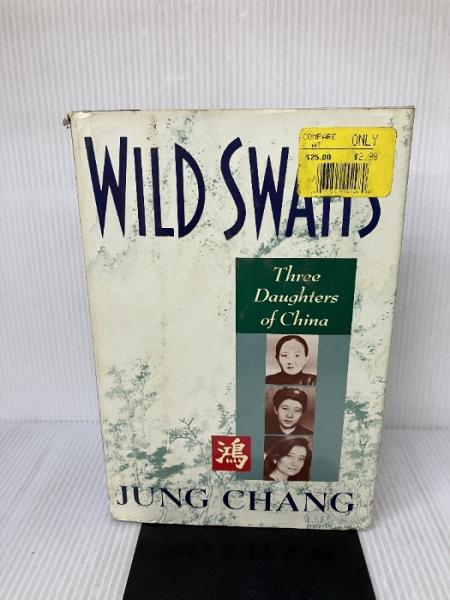 COMPARE
AT
ONLY
$25.00
$2.99
WILD SWANS
Three
Daughters
of China
鴻
JUNG CHANG